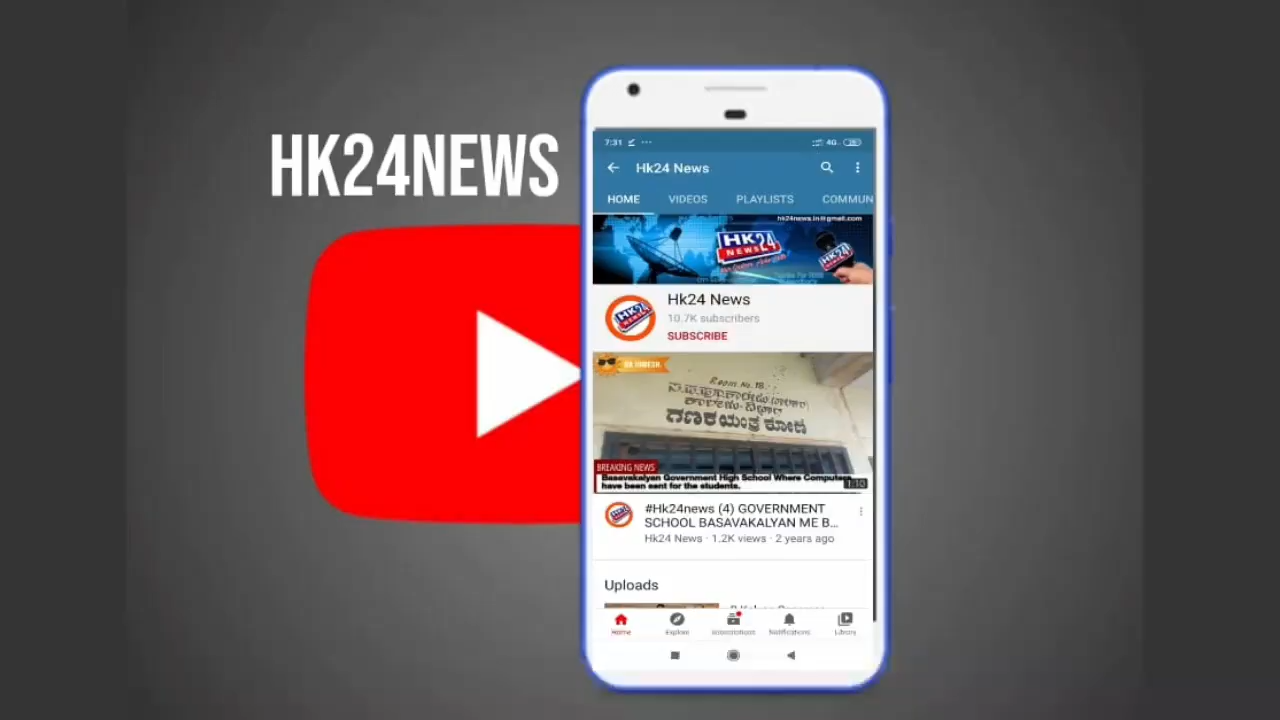 HK24NEWS
7:31
4G
Hk24 News
HOME VIDEOS PLAYLISTS COMMUN
hk24news.in@gmail.com
HK24
NEWS
Hk24 News
10.7K subscribers
SUBSCRIBE
Room No. 18
ಗಣಕಯಂತ್ರ ಕೋಣೆ
BREAKING NEWS
Basavakalyan Government High School Where Computers
have been sent for the students.
1:10
#Hk24news (4) GOVERNMENT
SCHOOL BASAVAKALYAN ME B...
Hk24 News · 1.2K views · 2 years ago
Uploads
Home Explore Subscriptions Notifications Library